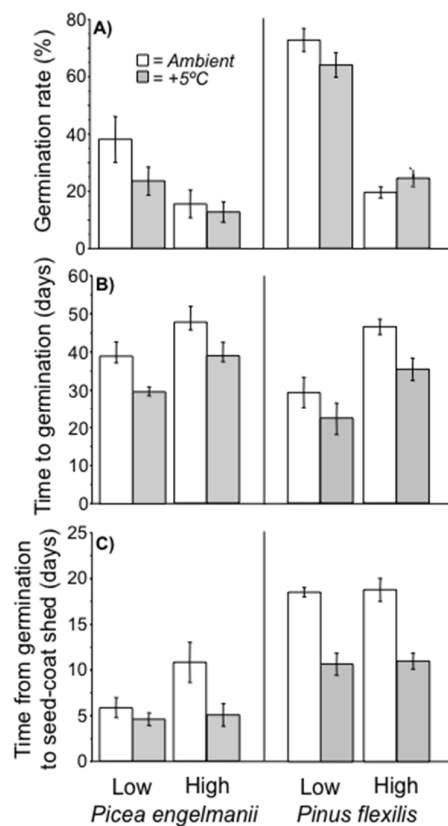 A)
= Ambient
= +5ºC
Germination rate (%)
80
60
40
20
0
B)
Time to germination (days)
60
50
40
30
20
10
0
C)
Time from germination
to seed-coat shed (days)
25
20
15
10
5
0
Low High Low High
Picea engelmanii Pinus flexilis